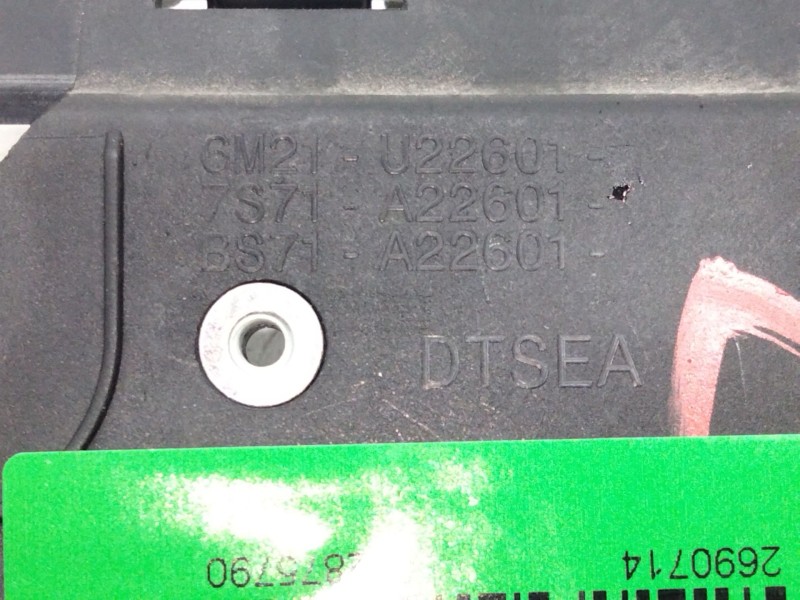 6M21 - U22601 -
7S71 - A22601 -
BS71 - A22601 -
DTSEA
2690714